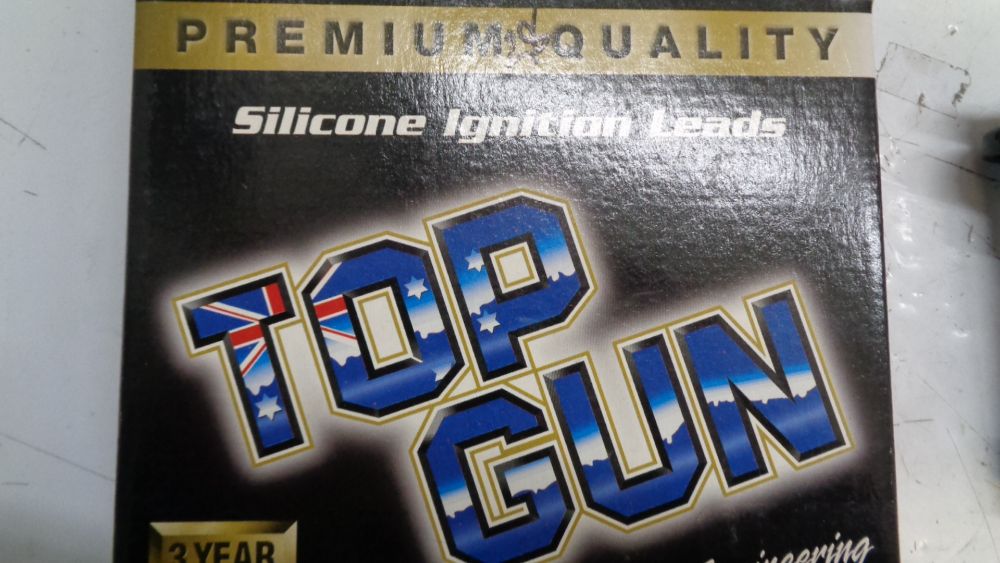 PREMIUM QUALITY
Silicone Ignition Leads
TOP
GUN
3 YEAR